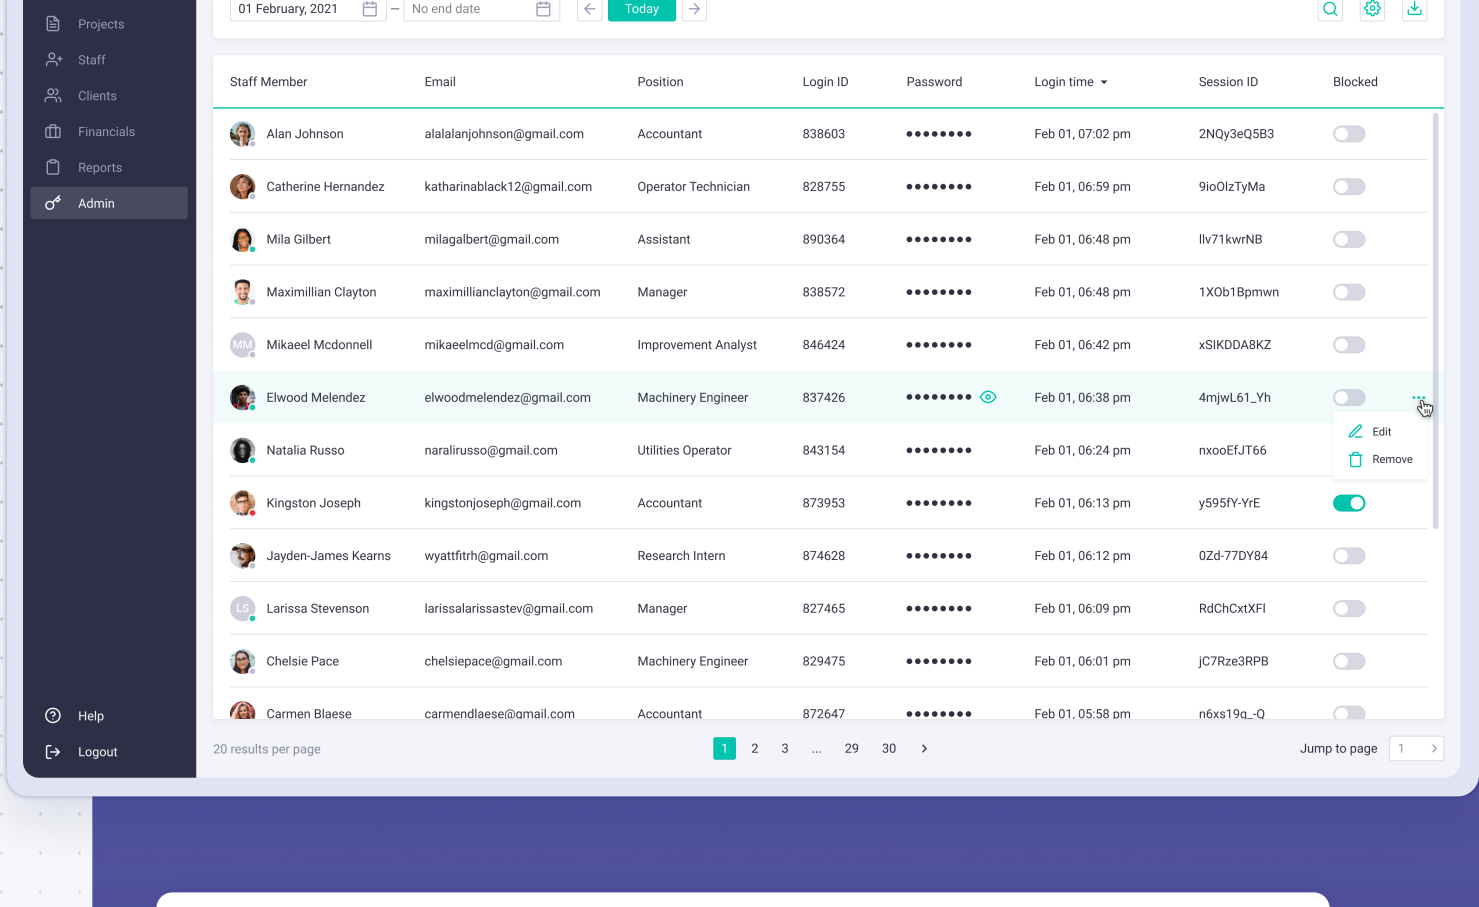 01 February, 2021 – No end date Today
Projects
Staff
Clients
Financials
Reports
Admin
Help
Logout
Staff Member Email Position Login ID Password Login time Session ID Blocked
Alan Johnson alalalanjohnson@gmail.com Accountant 838603 •••••••• Feb 01, 07:02 pm 2NQy3eQ5B3
Catherine Hernandez katharinablack12@gmail.com Operator Technician 828755 •••••••• Feb 01, 06:59 pm 9ioOlzTyMa
Mila Gilbert milagalbert@gmail.com Assistant 890364 •••••••• Feb 01, 06:48 pm llv71kwrNB
Maximillian Clayton maximillianclayton@gmail.com Manager 838572 •••••••• Feb 01, 06:48 pm 1XOb1Bpmwn
MM Mikaeel Mcdonnell mikaeelmcd@gmail.com Improvement Analyst 846424 •••••••• Feb 01, 06:42 pm xSIKDDA8KZ
Elwood Melendez elwoodmelendez@gmail.com Machinery Engineer 837426 •••••••• Feb 01, 06:38 pm 4mjwL61_Yh
Edit
Natalia Russo naralirusso@gmail.com Utilities Operator 843154 •••••••• Feb 01, 06:24 pm nxooEfJT66
Remove
Kingston Joseph kingstonjoseph@gmail.com Accountant 873953 •••••••• Feb 01, 06:13 pm y595fY-YrE
Jayden-James Kearns wyattfitrh@gmail.com Research Intern 874628 •••••••• Feb 01, 06:12 pm 0Zd-77DY84
LS Larissa Stevenson larissalarissastev@gmail.com Manager 827465 •••••••• Feb 01, 06:09 pm RdChCxtXFl
Chelsie Pace chelsiepace@gmail.com Machinery Engineer 829475 •••••••• Feb 01, 06:01 pm jC7Rze3RPB
Carmen Blaese carmendlaese@gmail.com Accountant 872647 •••••••• Feb 01, 05:58 pm n6xs19q_-Q
20 results per page 1 2 3 ... 29 30 Jump to page 1